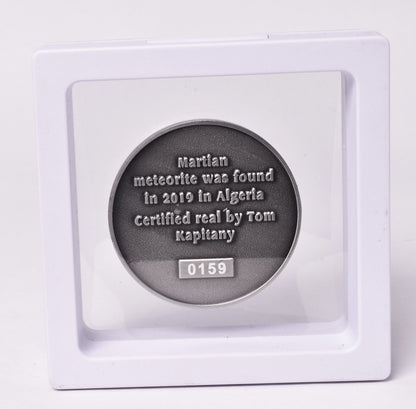 Martian
meteorite was found
in 2019 in Algeria
Certified real by Tom
Kapitany
0159